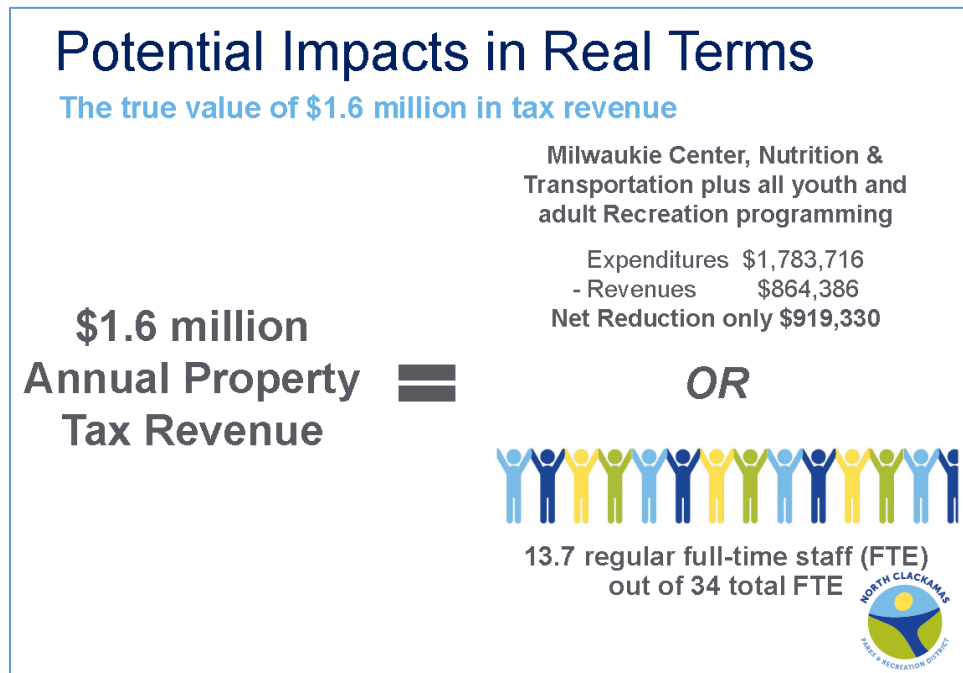 Potential Impacts in Real Terms
The true value of $1.6 million in tax revenue
$1.6 million
Annual Property
Tax Revenue
=
Milwaukie Center, Nutrition &
Transportation plus all youth and
adult Recreation programming
Expenditures $1,783,716
- Revenues $864,386
Net Reduction only $919,330
OR
13.7 regular full-time staff (FTE)
out of 34 total FTE
NORTH CLACKAMAS
PARKS & RECREATION DISTRICT